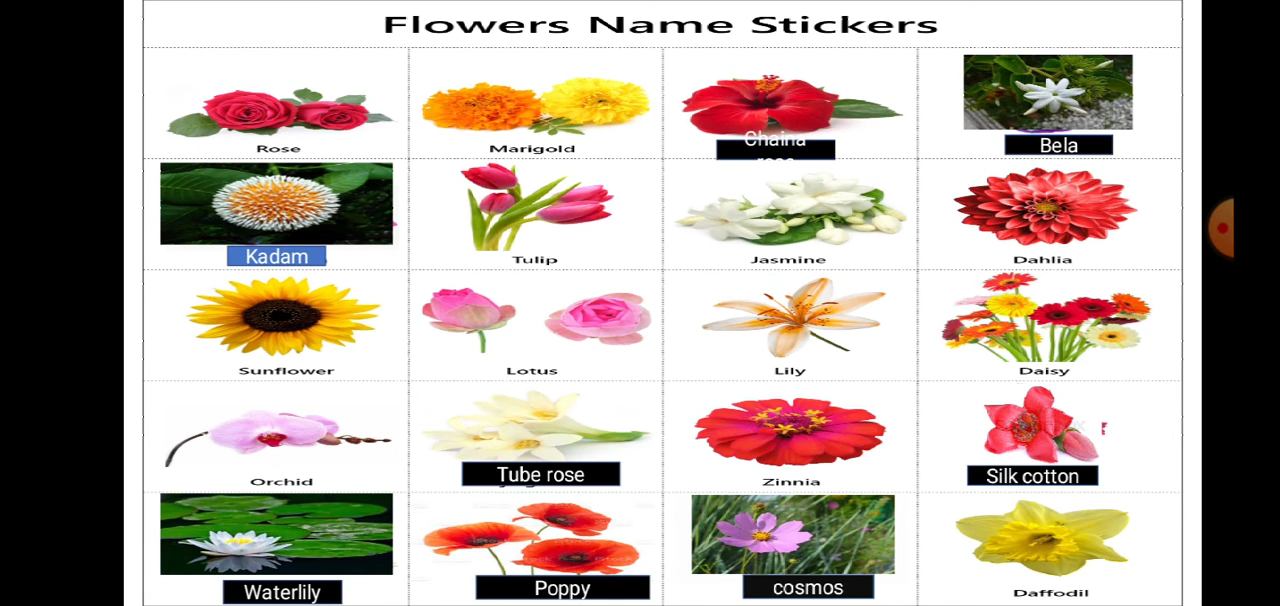 Flowers Name Stickers
Rose
Marigold
Chaina
Bela
Kadam
Tulip
Jasmine
Dahlia
Sunflower
Lotus
Lily
Daisy
Orchid
Tube rose
Zinnia
Silk cotton
Waterlily
Poppy
cosmos
Daffodil